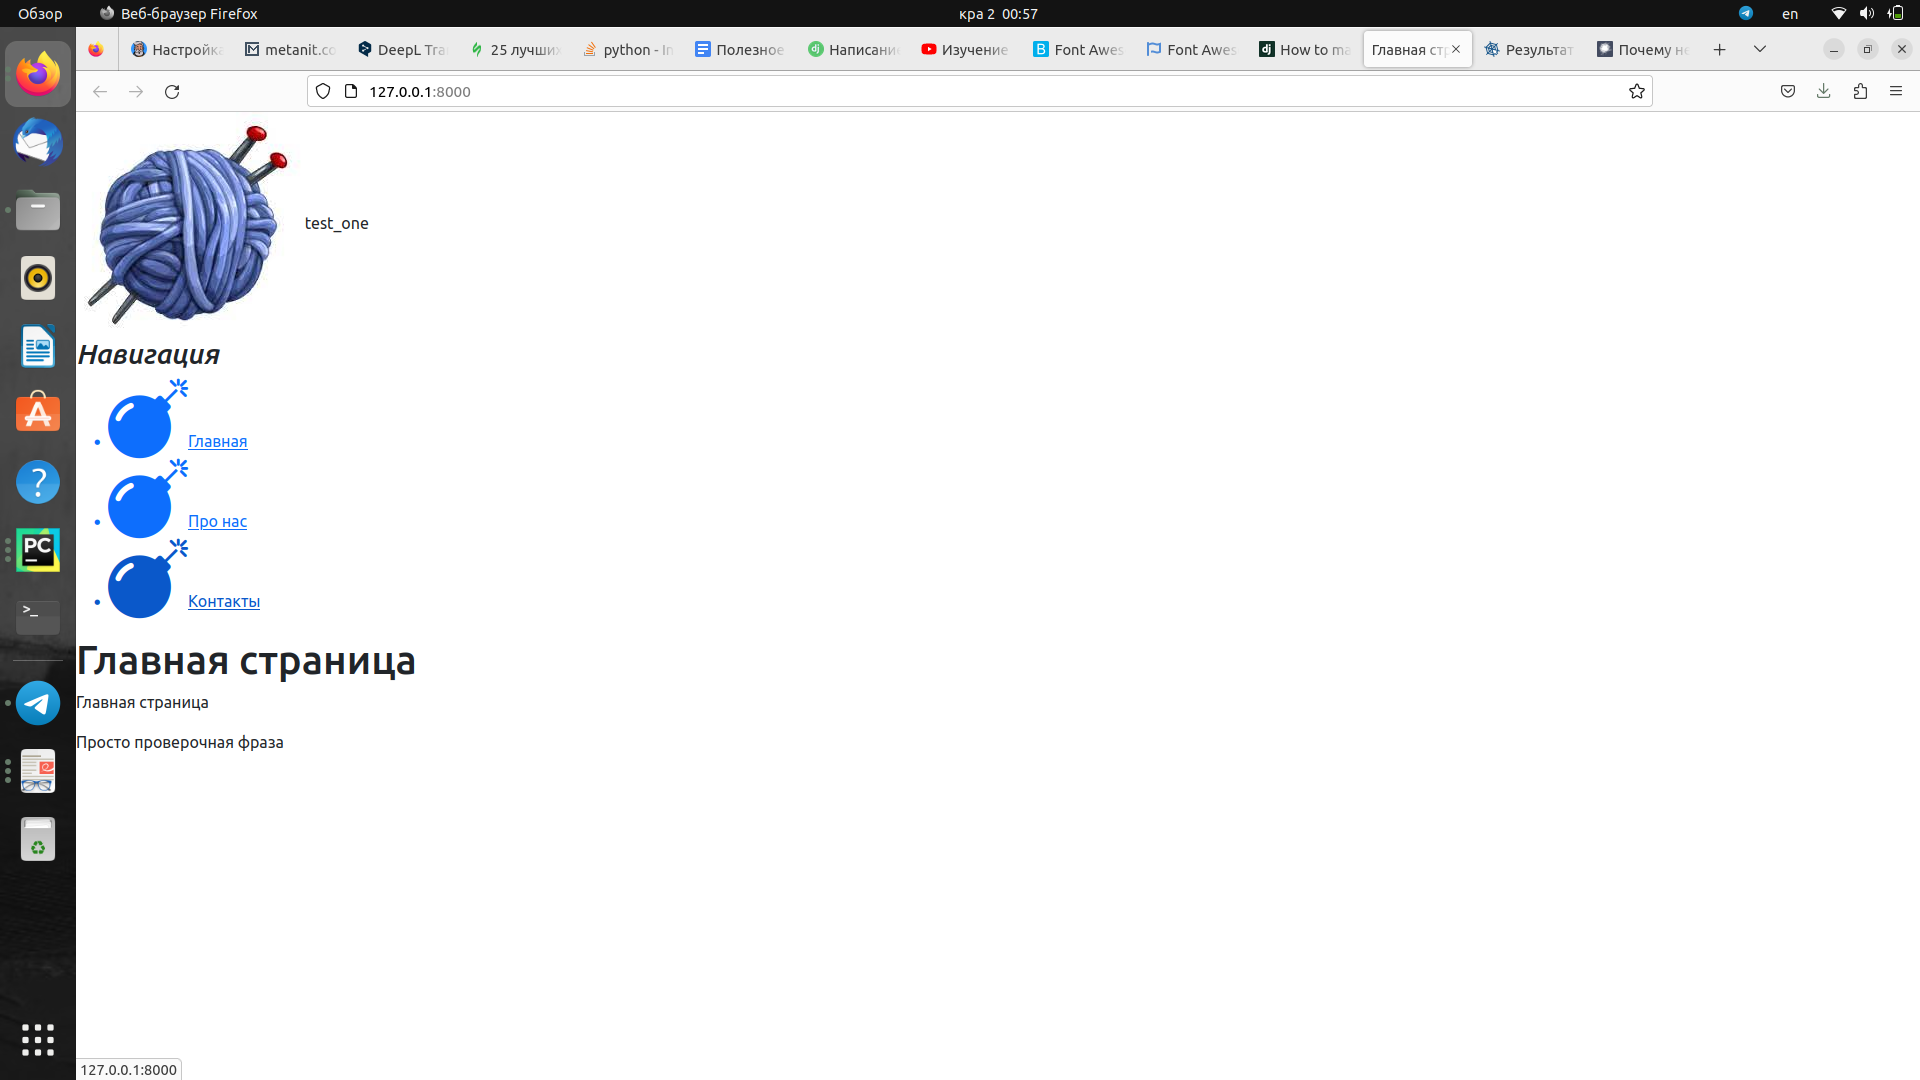 Обзор
Веб-браузер Firefox
кра 2 00:57
en
Настройка
metanit.co
DeepL Tra
25 лучших
python - In
Полезное
Написани
Изучение
Font Awes
Font Awes
How to ma
Главная стр
Результат
Почему не
127.0.0.1:8000
test_one
Навигация
Главная
Про нас
Контакты
Главная страница
Главная страница
Просто проверочная фраза
127.0.0.1:8000